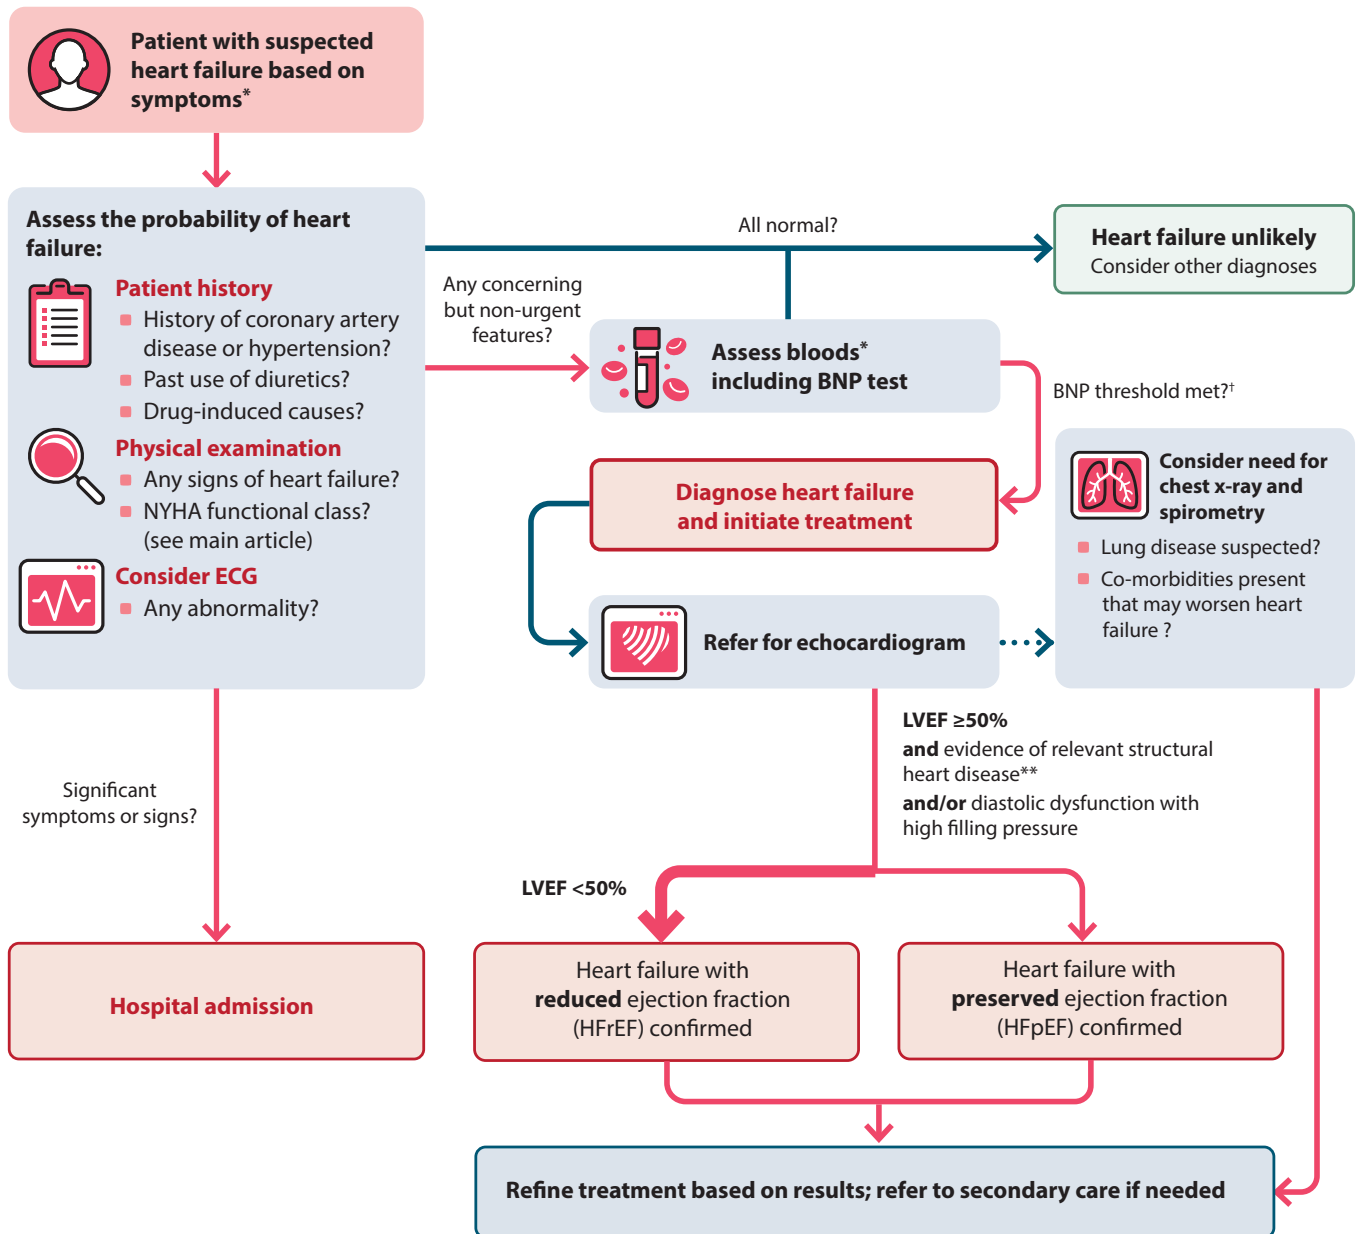 Patient with suspected
heart failure based on
symptoms*
Assess the probability of heart
failure:
Patient history
History of coronary artery
disease or hypertension?
Past use of diuretics?
Drug-induced causes?
Physical examination
Any signs of heart failure?
NYHA functional class?
(see main article)
Consider ECG
Any abnormality?
All normal?
Heart failure unlikely
Consider other diagnoses
Any concerning
but non-urgent
features?
Assess bloods*
including BNP test
BNP threshold met?†
Diagnose heart failure
and initiate treatment
Consider need for
chest x-ray and
spirometry
Lung disease suspected?
Co-morbidities present
that may worsen heart
failure ?
Refer for echocardiogram
LVEF ≥50%
and evidence of relevant structural
heart disease**
and/or diastolic dysfunction with
high filling pressure
Significant
symptoms or signs?
LVEF <50%
Hospital admission
Heart failure with
reduced ejection fraction
(HFrEF) confirmed
Heart failure with
preserved ejection fraction
(HFpEF) confirmed
Refine treatment based on results; refer to secondary care if needed